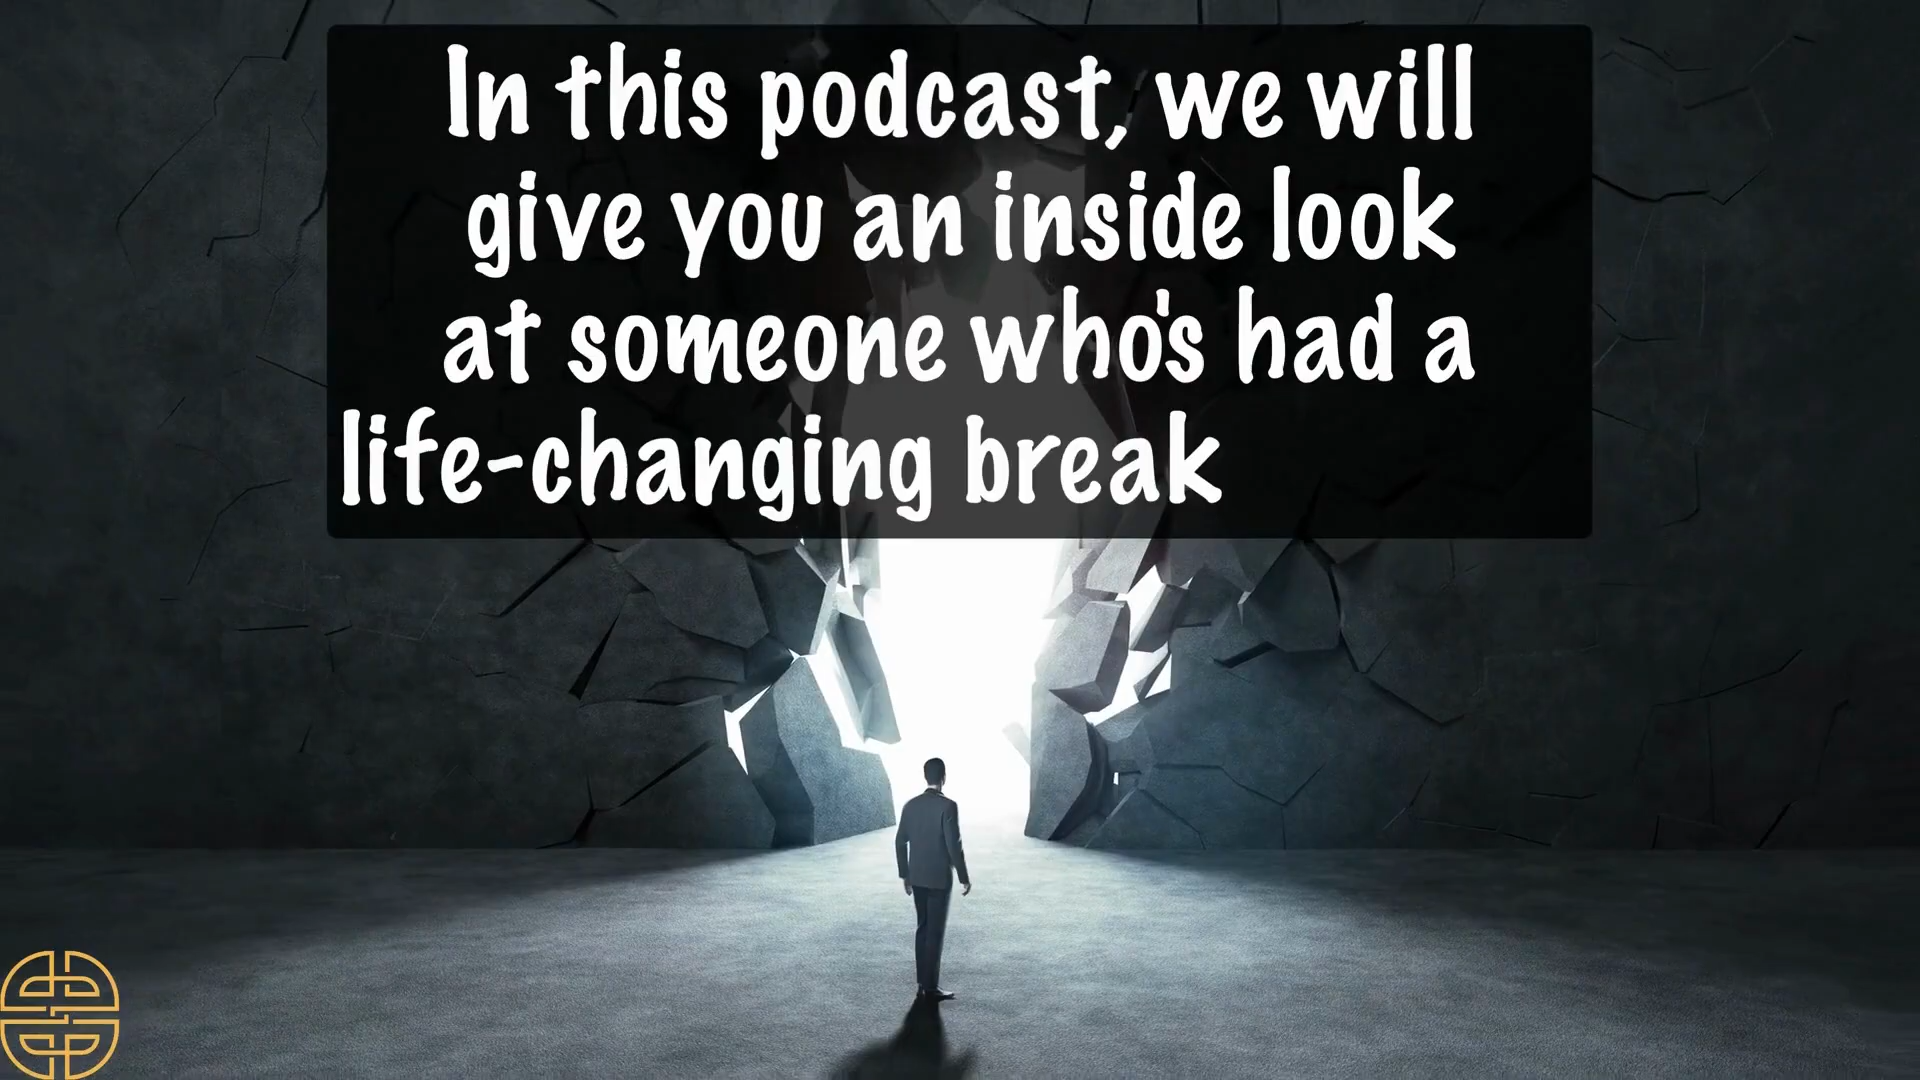 In this podcast, we will
give you an inside look
at someone who's had a
life-changing break